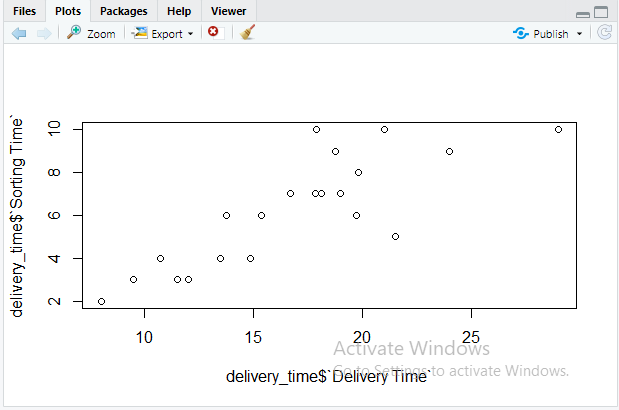 Files Plots Packages Help Viewer
Zoom Export Publish
delivery_time$`Sorting Time`
10
8
6
4
2
10 15 20 25
Activate Windows
delivery_time$`Delivery Time`
Go to Settings to activate Windows.